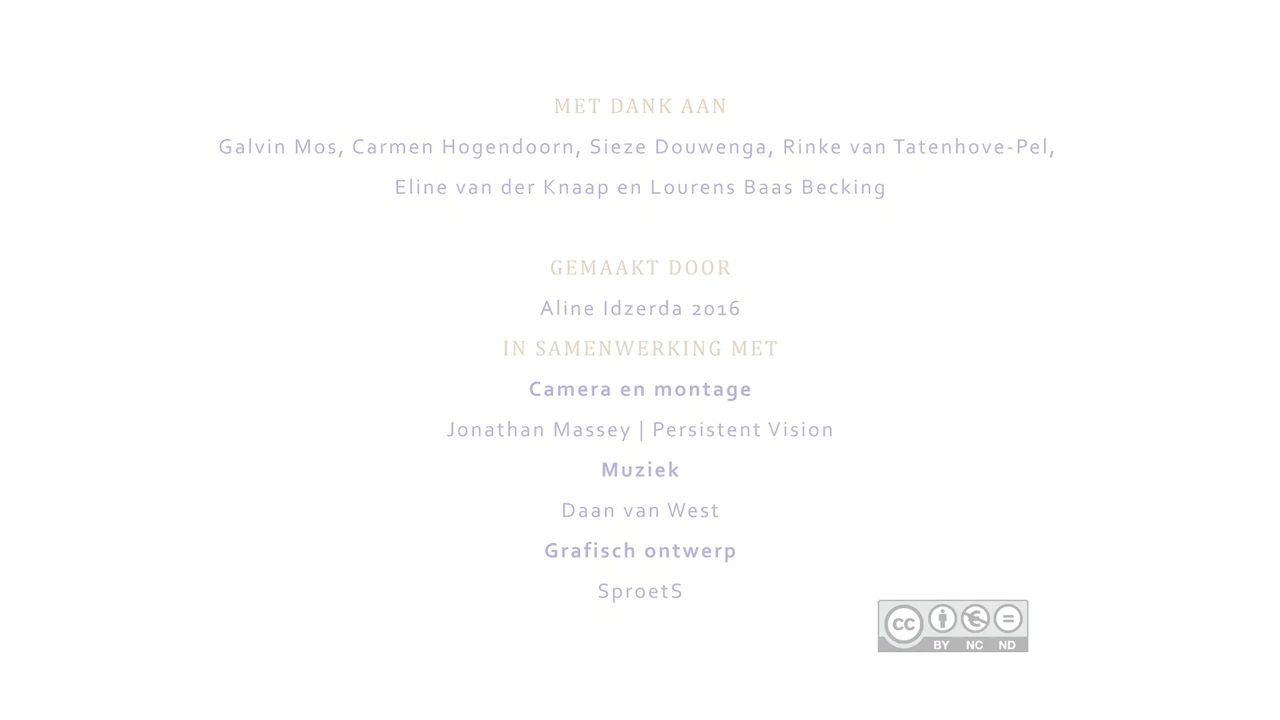 MET DANK AAN
Galvin Mos, Carmen Hogendoorn, Sieze Douwenga, Rinke van Tatenhove-Pel,
Eline van der Knaap en Lourens Baas Becking
GEMAAKT DOOR
Aline Idzerda 2016
IN SAMENWERKING MET
Camera en montage
Jonathan Massey | Persistent Vision
Muziek
Daan van West
Grafisch ontwerp
SproetS
CC BY NC ND